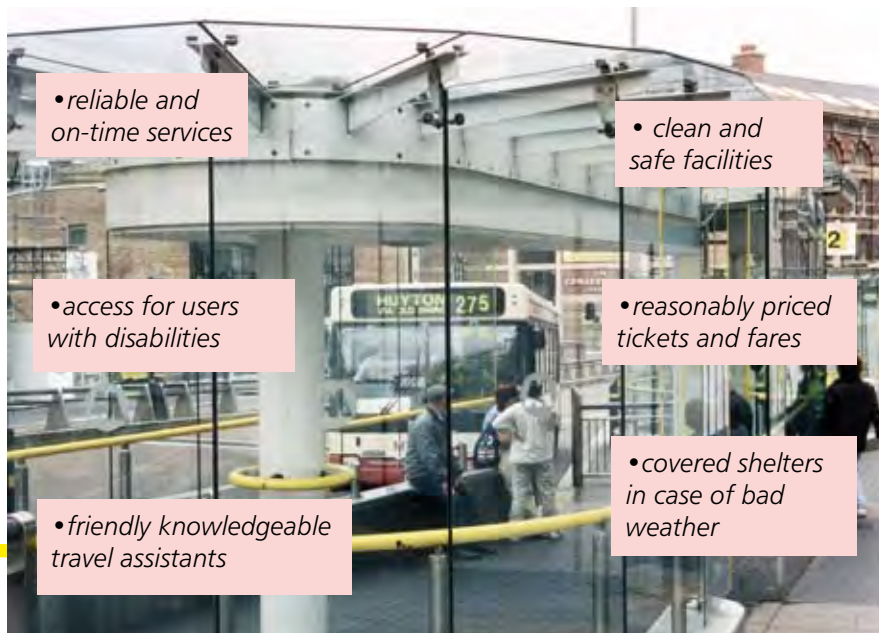 •reliable and
on-time services
• clean and
safe facilities
2
•access for users
with disabilities
HUYTON
275
•reasonably priced
tickets and fares
•covered shelters
in case of bad
weather
•friendly knowledgeable
travel assistants